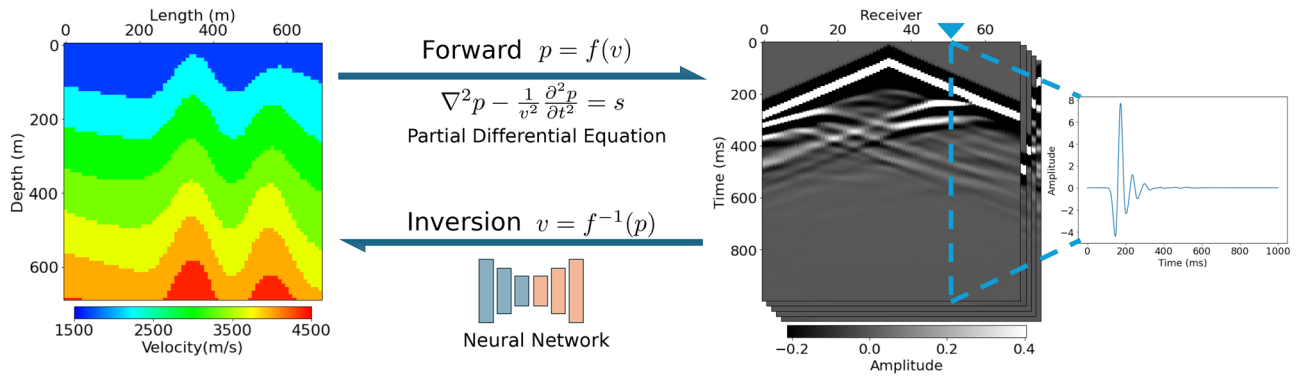 Length (m)
0 200 400 600
Depth (m)
0
200
400
600
1500 2500 3500 4500
Velocity(m/s)
Forward p = f(v)
∇²p − 1/v² ∂²p/∂t² = s
Partial Differential Equation
Inversion v = f⁻¹(p)
Neural Network
Receiver
0 20 40 60
Time (ms)
0
200
400
600
800
−0.2 0.0 0.2 0.4
Amplitude
Amplitude
8
6
4
2
0
−2
−4
0 200 400 600 800 1000
Time (ms)